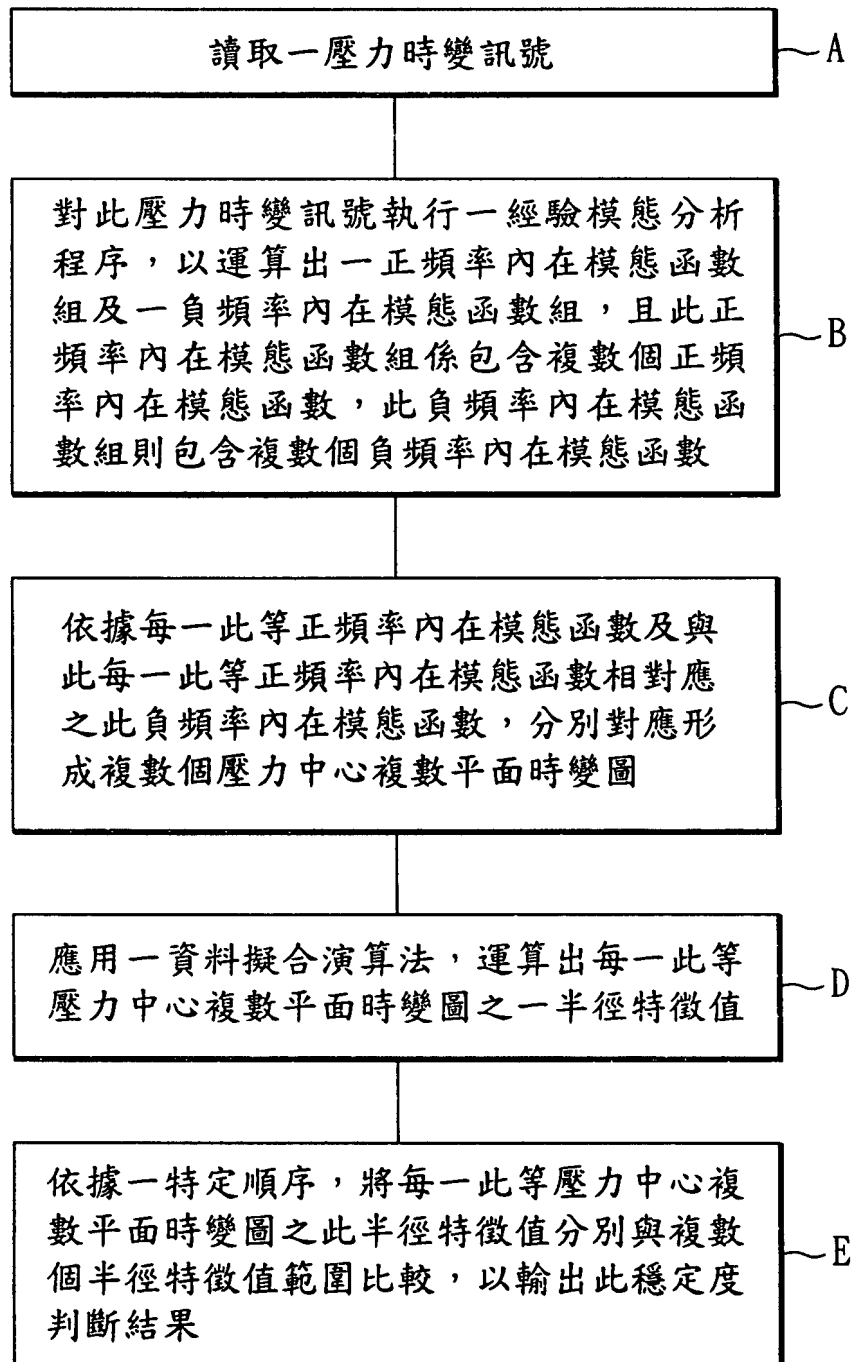 讀取一壓力時變訊號
A
對此壓力時變訊號執行一經驗模態分析
程序，以運算出一正頻率內在模態函數
組及一負頻率內在模態函數組，且此正
頻率內在模態函數組係包含複數個正頻
率內在模態函數，此負頻率內在模態函
數組則包含複數個負頻率內在模態函數
B
依據每一此等正頻率內在模態函數及與
此每一此等正頻率內在模態函數相對應
之此負頻率內在模態函數，分別對應形
成複數個壓力中心複數平面時變圖
C
應用一資料擬合演算法，運算出每一此等
壓力中心複數平面時變圖之一半徑特徵值
D
依據一特定順序，將每一此等壓力中心複
數平面時變圖之此半徑特徵值分別與複數
個半徑特徵值範圍比較，以輸出此穩定度
判斷結果
E